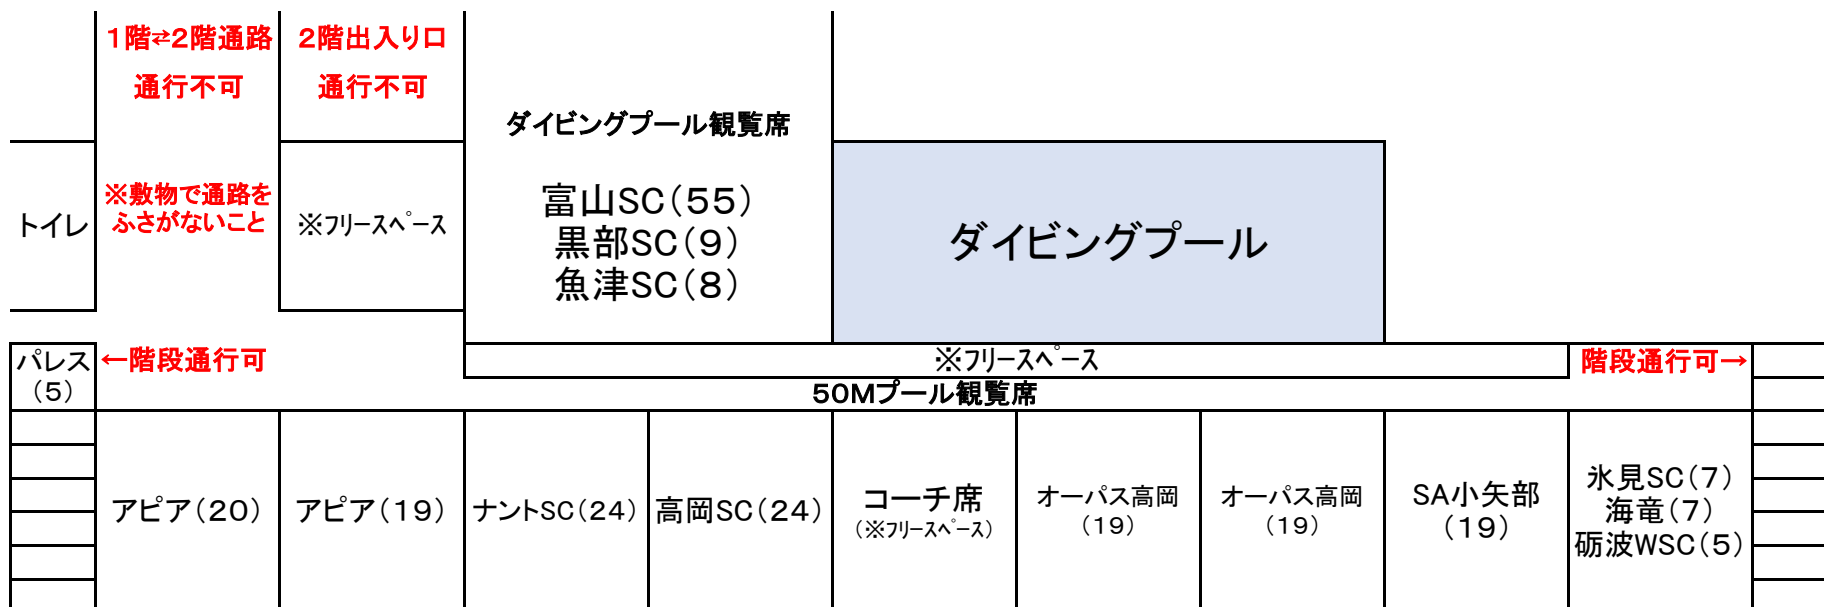 1階⇄2階通路
通行不可
2階出入り口
通行不可
ダイビングプール観覧席
トイレ
※敷物で通路を
ふさがないこと
※フリースペース
富山SC(55)
黒部SC(9)
魚津SC(8)
ダイビングプール
パレス
(5)
←階段通行可
※フリースペース
階段通行可→
50Mプール観覧席
アピア(20)
アピア(19)
ナントSC(24)
高岡SC(24)
コーチ席
(※フリースペース)
オーパス高岡
(19)
オーパス高岡
(19)
SA小矢部
(19)
氷見SC(7)
海竜(7)
砺波WSC(5)